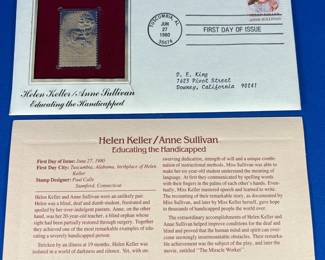 TUSCUMBIA, AL
JUN
27
1980
35674
FIRST DAY OF ISSUE
Helen Keller/Anne Sullivan
Educating the Handicapped
D. E. King
7623 Pivot Street
Downey, California 90241
Helen Keller/Anne Sullivan
Educating the Handicapped
First Day of Issue: June 27, 1980
First Day City: Tuscumbia, Alabama, birthplace of Helen
Keller
Stamp Designer: Paul Calle
Stamford, Connecticut
Helen Keller and Anne Sullivan were an unlikely pair.
Helen was a blind, deaf and dumb student, frustrated and
spoiled by her over-indulgent parents. Anne, on the other
hand, was her 20-year-old teacher, a blind orphan whose
sight had been partially restored through surgery. Together
they achieved one of the most remarkable examples of edu-
cating a severely handicapped person.
Stricken by an illness at 19 months, Helen Keller was
isolated in a world of darkness and silence. Yet, with un-
swerving dedication, strength of will and a unique combi-
nation of instructional methods, Miss Sullivan was able to
make her six-year-old student understand the meaning of
language. At first they communicated by spelling words
with their fingers in the palms of each other's hands. Even-
tually, Miss Keller mastered speech and learned to write.
The recounting of their remarkable true story, first by
Miss Sullivan, and later by Miss Keller herself, gave hope
to thousands of handicapped people the world over.
The extraordinary accomplishments of Helen Keller and
Anne Sullivan helped improve conditions for the deaf and
blind and proved that the human mind and spirit can over-
come seemingly insurmountable obstacles. Their remarka-
ble achievement was the subject of the play, and later the
movie, entitled "The Miracle Worker".